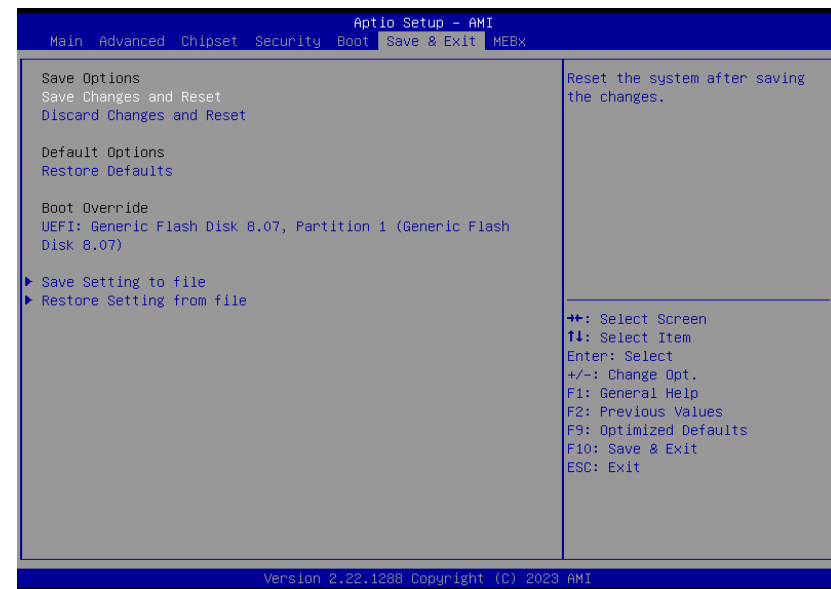 Aptio Setup – AMI
Main Advanced Chipset Security Boot Save & Exit MEBx
Save Options
Save Changes and Reset
Discard Changes and Reset
Default Options
Restore Defaults
Boot Override
UEFI: Generic Flash Disk 8.07, Partition 1 (Generic Flash
Disk 8.07)
▶ Save Setting to file
▶ Restore Setting from file
Reset the system after saving
the changes.
→←: Select Screen
↑↓: Select Item
Enter: Select
+/-: Change Opt.
F1: General Help
F2: Previous Values
F9: Optimized Defaults
F10: Save & Exit
ESC: Exit
Version 2.22.1288 Copyright (C) 2023 AMI